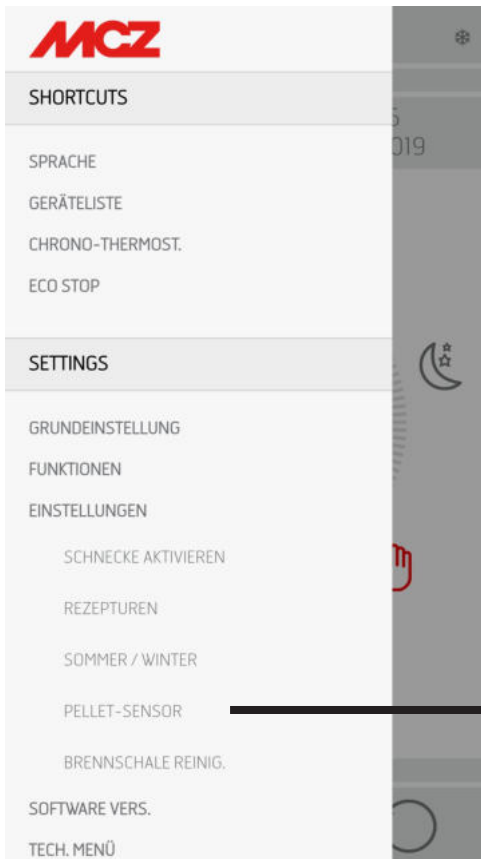 MCZ
SHORTCUTS
SPRACHE
GERÄTELISTE
CHRONO-THERMOST.
ECO STOP
SETTINGS
GRUNDEINSTELLUNG
FUNKTIONEN
EINSTELLUNGEN
SCHNECKE AKTIVIEREN
REZEPTUREN
SOMMER / WINTER
PELLET-SENSOR
BRENNSCHALE REINIG.
SOFTWARE VERS.
TECH. MENÜ